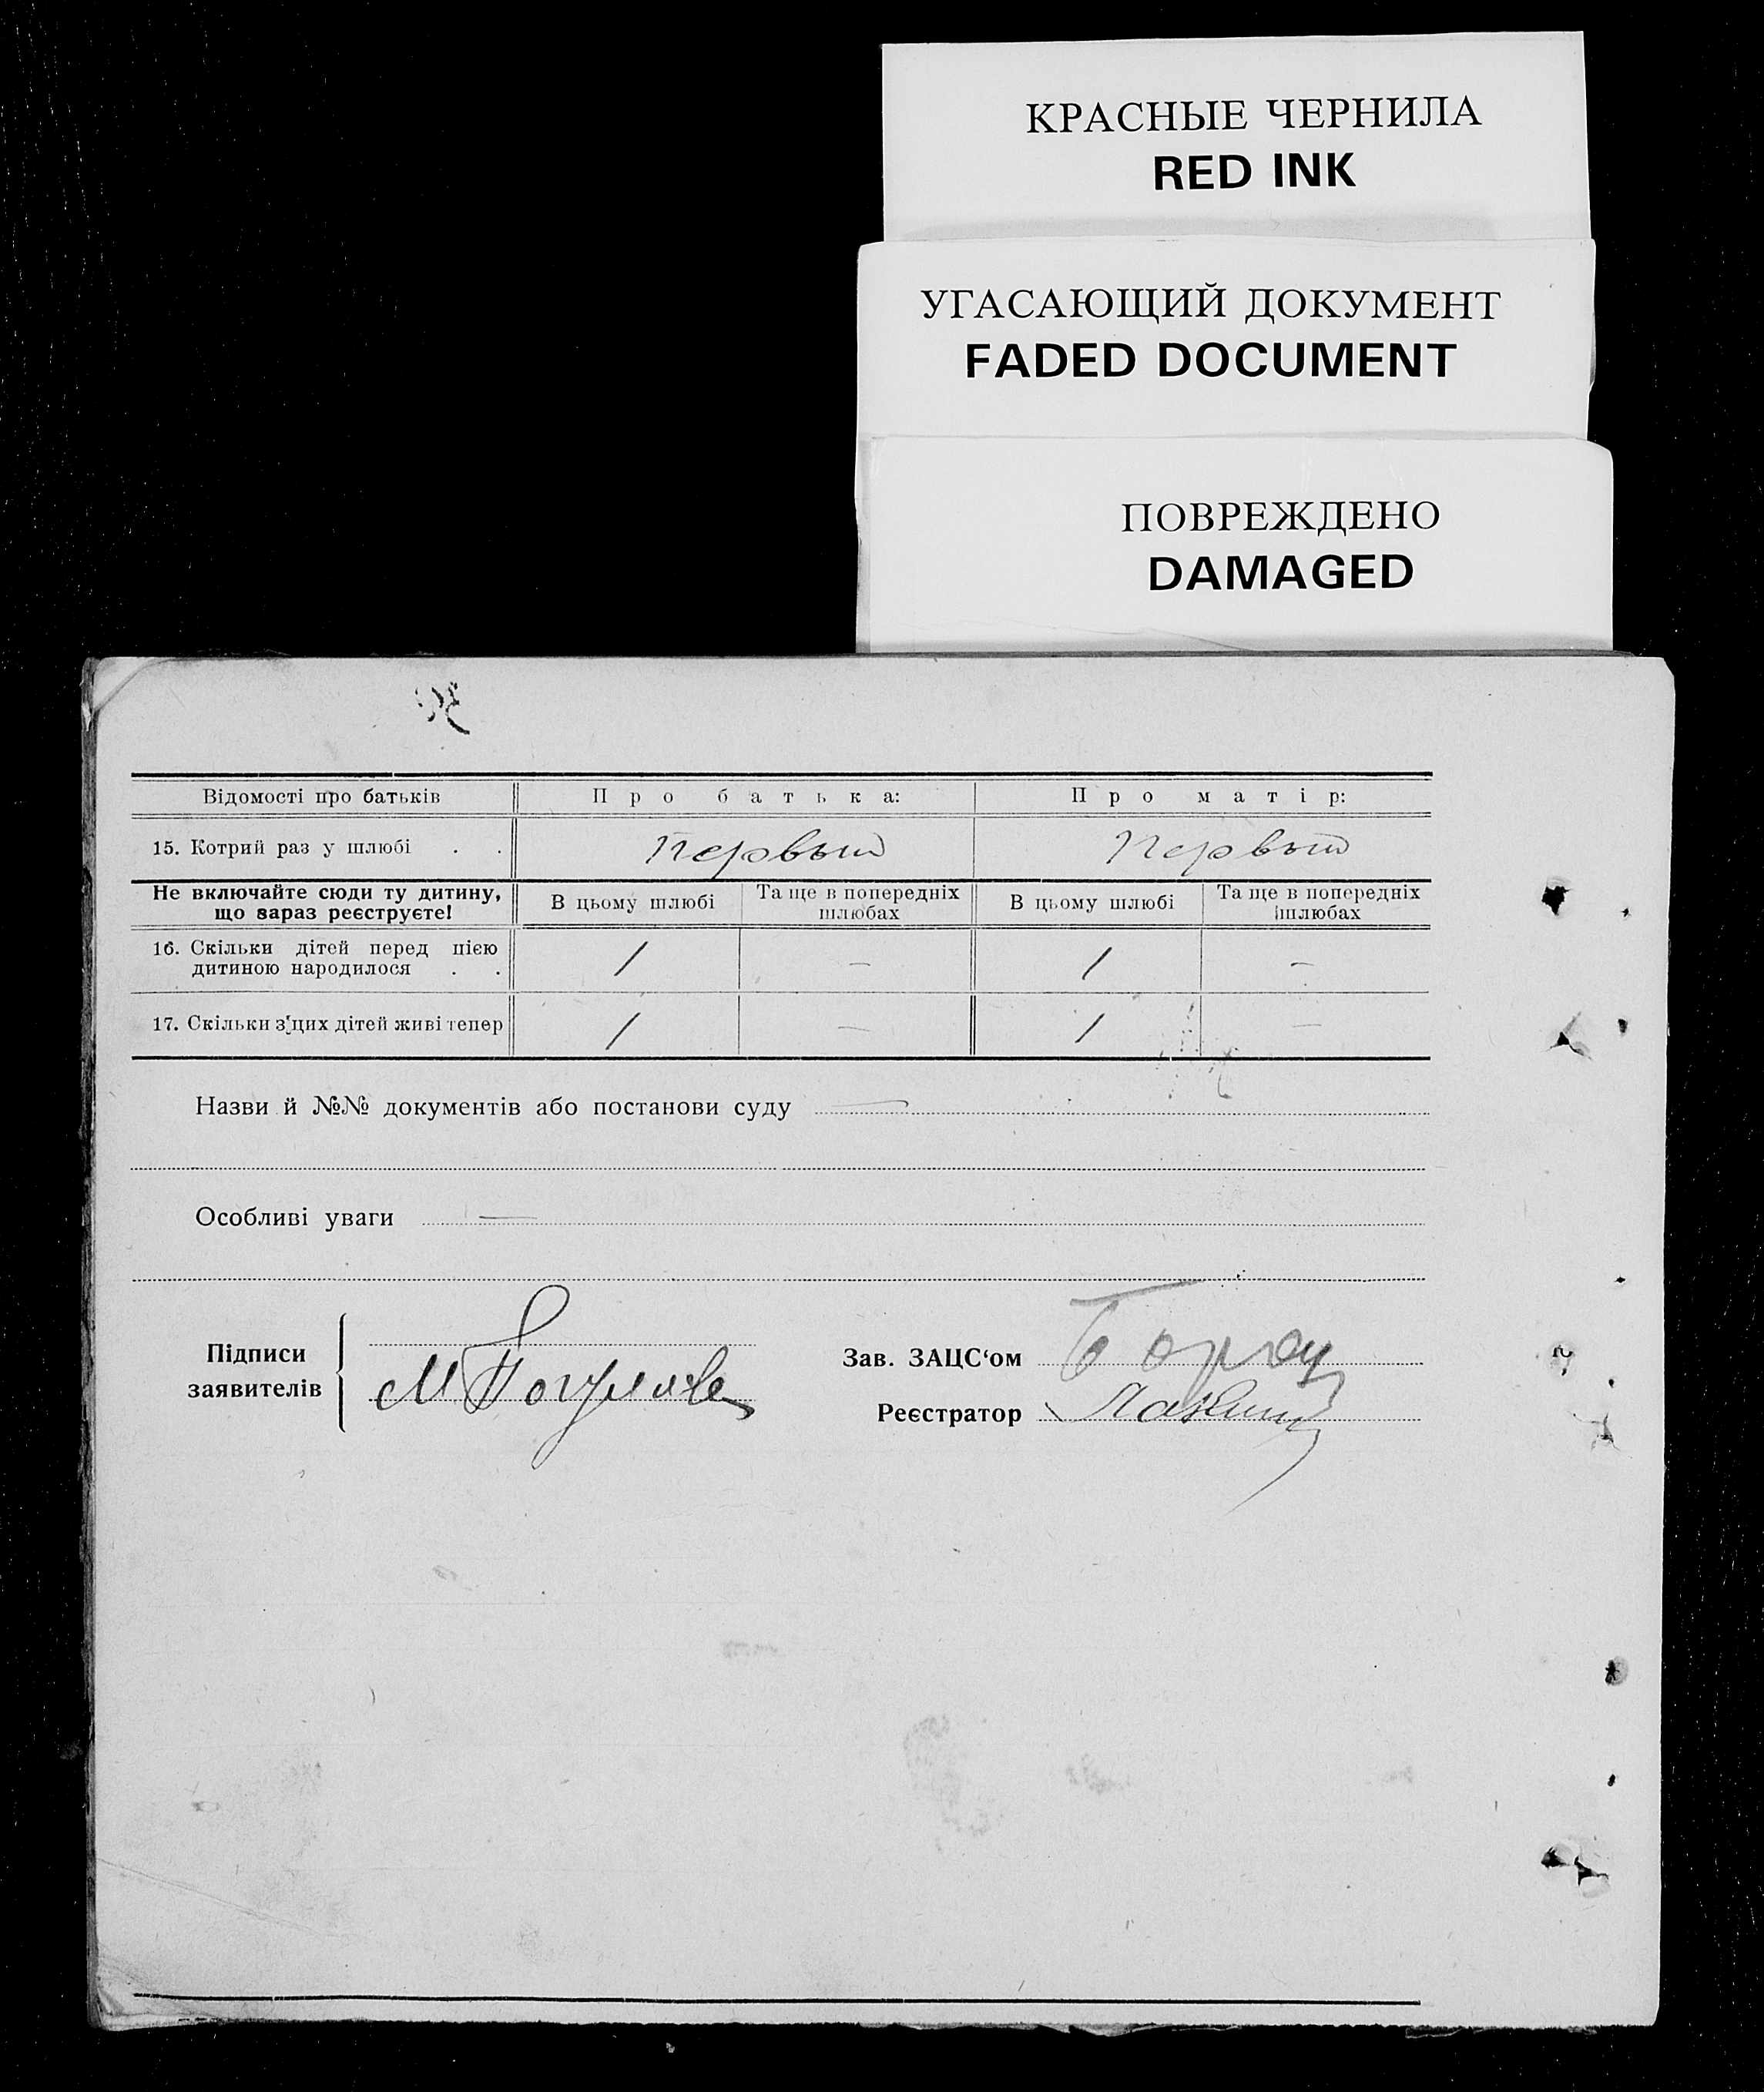 КРАСНЫЕ ЧЕРНИЛА
RED INK
УГАСАЮЩИЙ ДОКУМЕНТ
FADED DOCUMENT
ПОВРЕЖДЕНО
DAMAGED
Відомості про батьків Про батька: Про матір:
15. Котрий раз у шлюбі . . Первый Первый
Не включайте сюди ту дитину, що зараз реєструєте! В цьому шлюбі Та ще в попередніх шлюбах В цьому шлюбі Та ще в попередніх шлюбах
16. Скільки дітей перед цією
дитиною народилося . . 1 – 1 –
17. Скільки з цих дітей живі тепер 1 – 1 –
Назви й №№ документів або постанови суду —
Особливі уваги —
Підписи
заявителів
М
Зав. ЗАЦС‘ом
Реєстратор